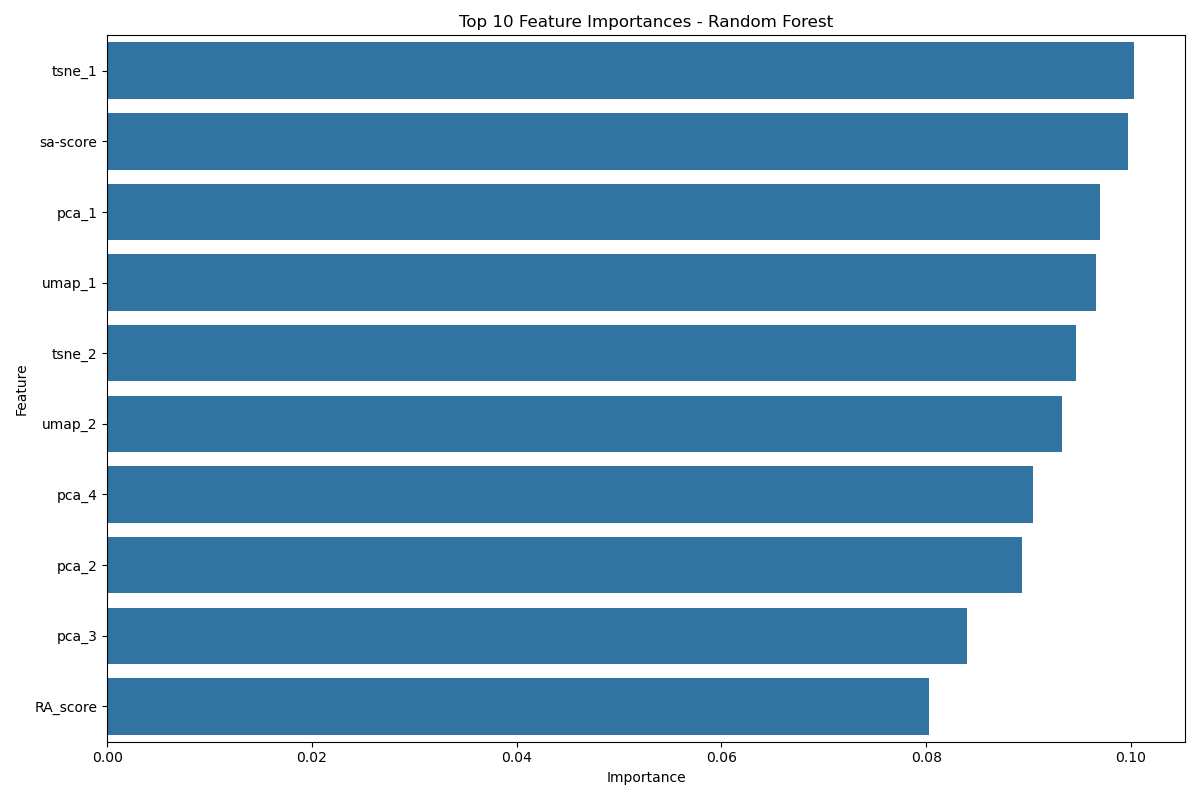 Top 10 Feature Importances - Random Forest
tsne_1
sa-score
pca_1
umap_1
tsne_2
umap_2
pca_4
pca_2
pca_3
RA_score
Feature
0.00 0.02 0.04 0.06 0.08 0.10
Importance